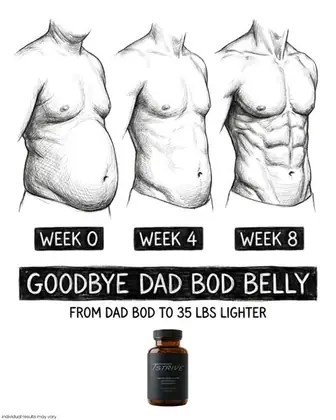 WEEK 0
WEEK 4
WEEK 8
GOODBYE DAD BOD BELLY
FROM DAD BOD TO 35 LBS LIGHTER
TSTRIVE
Individual results may vary.